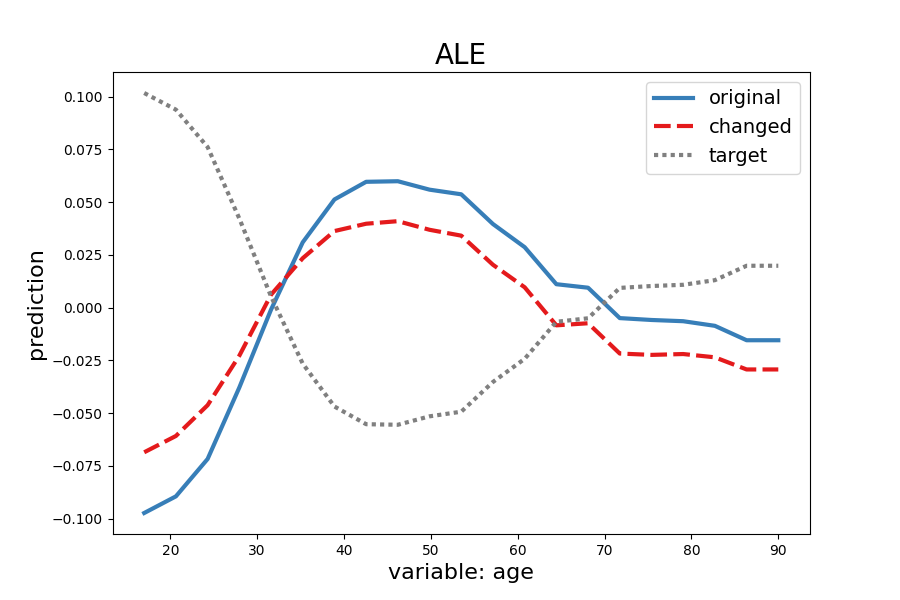 ALE
original
changed
target
prediction
0.100
0.075
0.050
0.025
0.000
−0.025
−0.050
−0.075
−0.100
20 30 40 50 60 70 80 90
variable: age